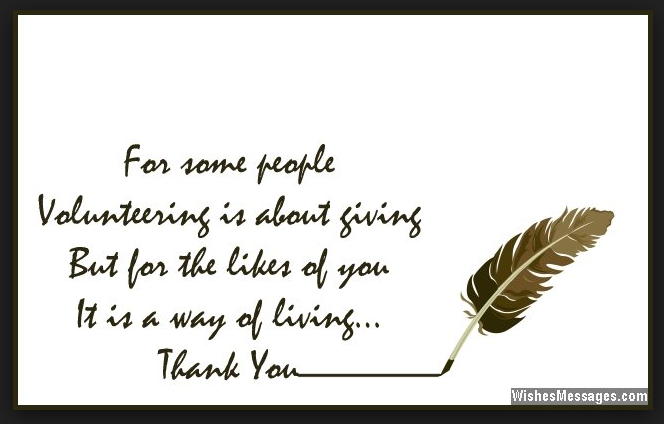 For some people
Volunteering is about giving
But for the likes of you
It is a way of living...
Thank You
WishesMessages.com